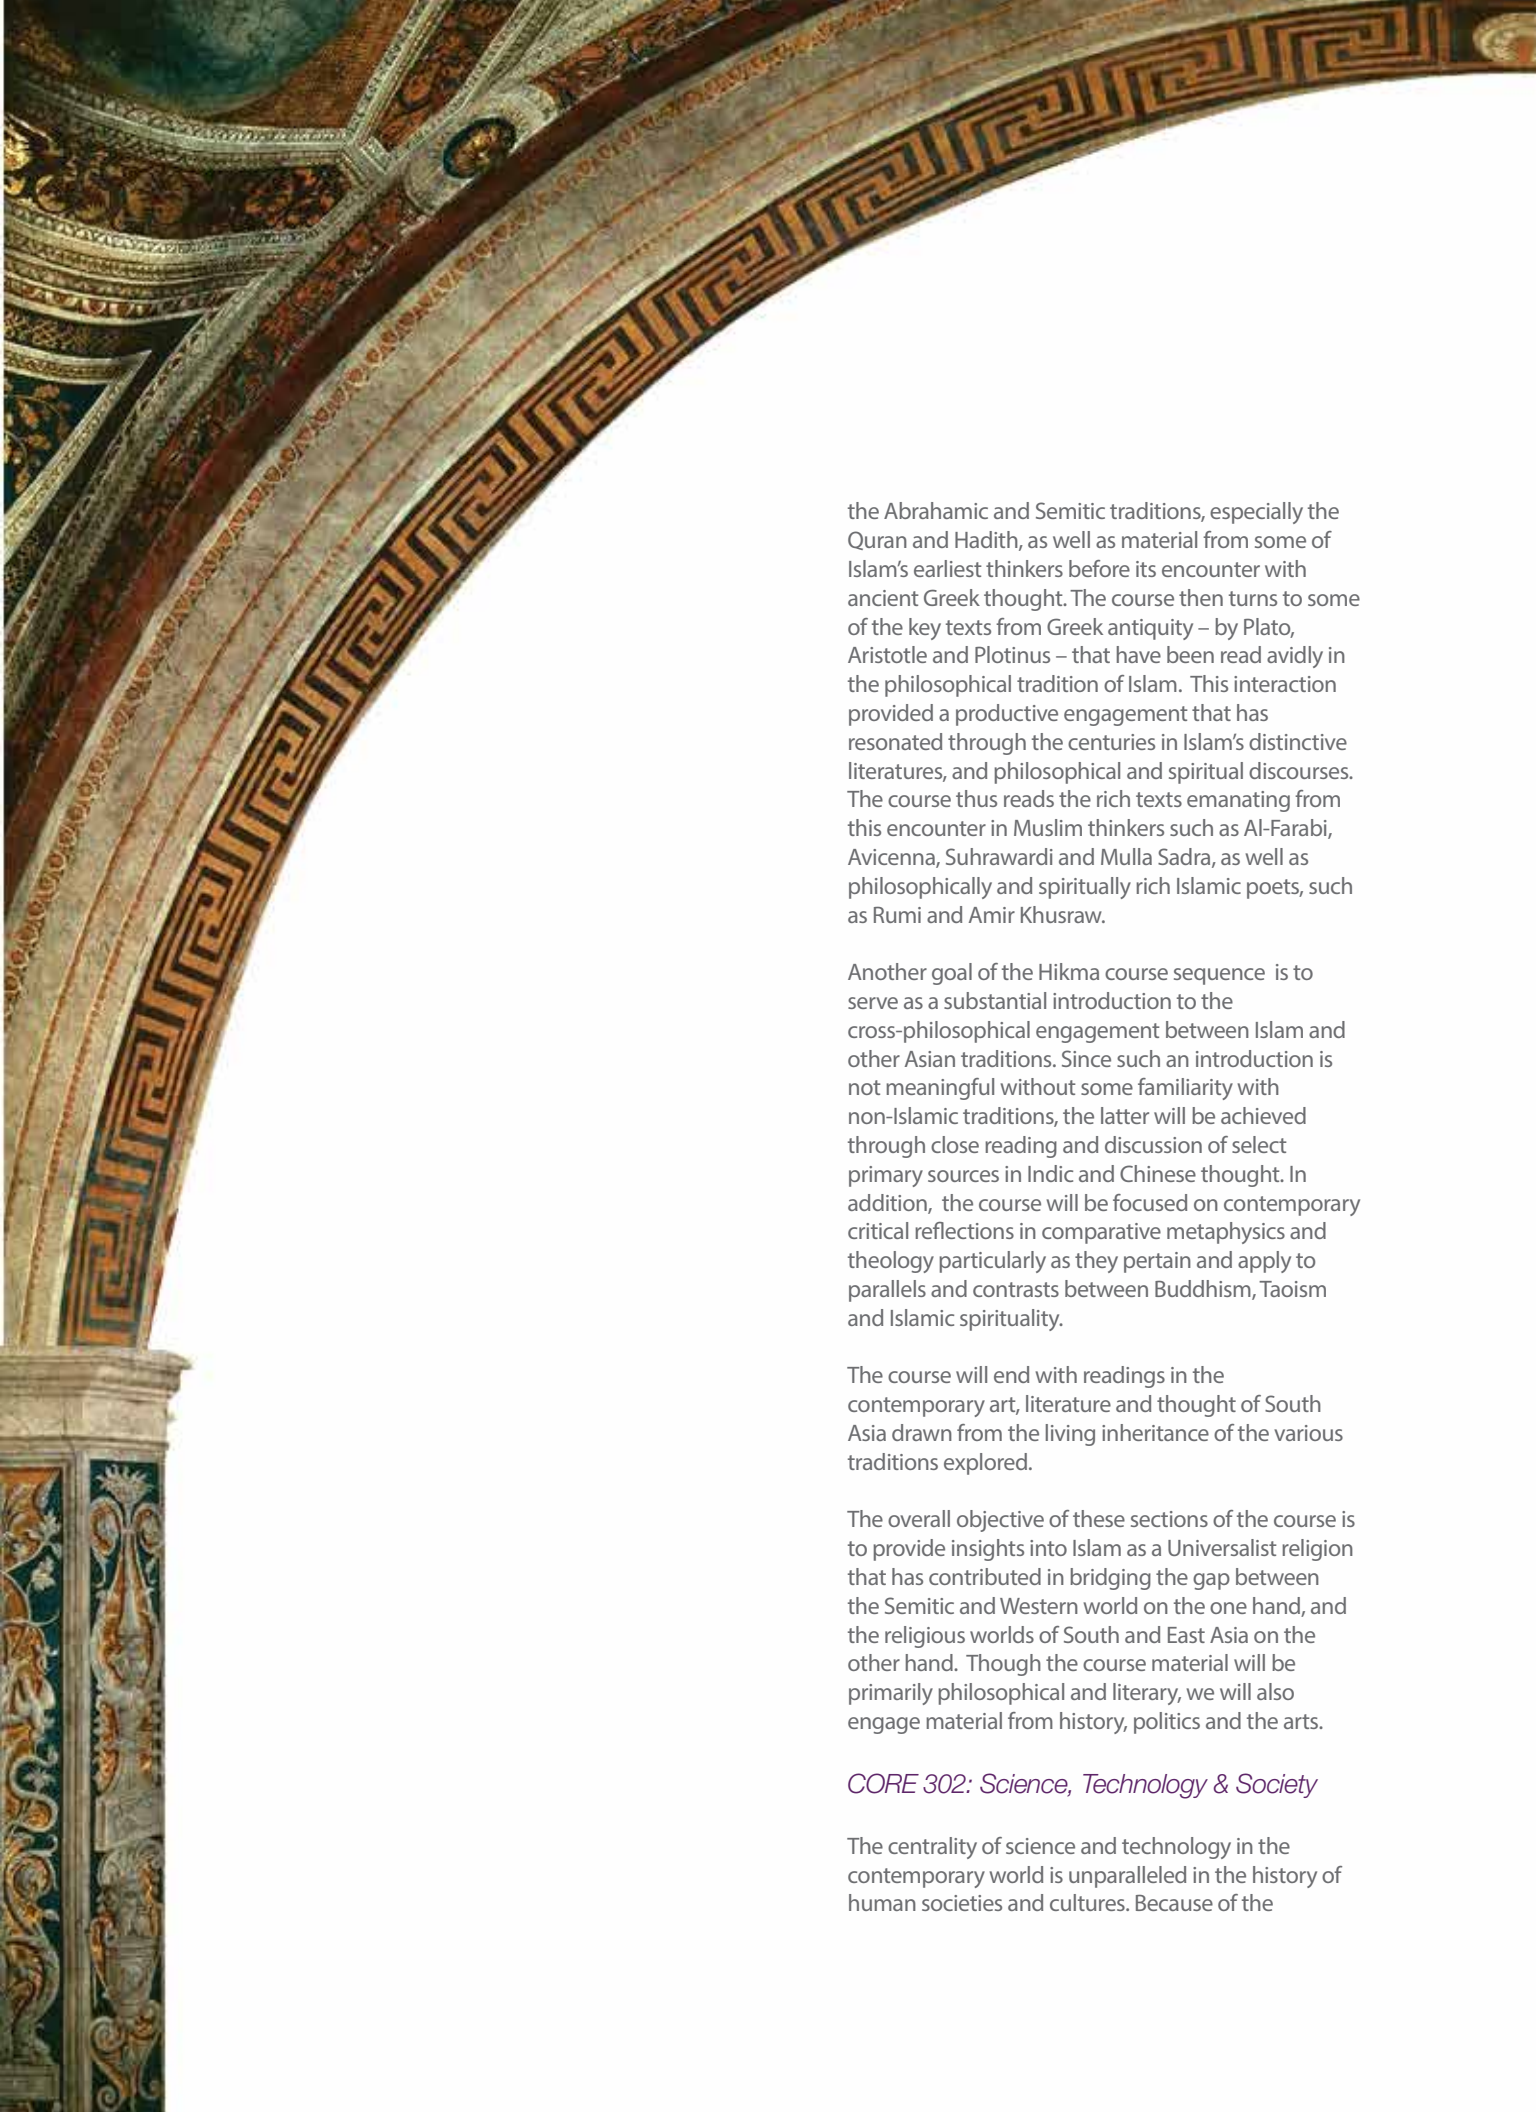 the Abrahamic and Semitic traditions, especially the
Quran and Hadith, as well as material from some of
Islam’s earliest thinkers before its encounter with
ancient Greek thought. The course then turns to some
of the key texts from Greek antiquity – by Plato,
Aristotle and Plotinus – that have been read avidly in
the philosophical tradition of Islam.  This interaction
provided a productive engagement that has
resonated through the centuries in Islam’s distinctive
literatures, and philosophical and spiritual discourses.
The course thus reads the rich texts emanating from
this encounter in Muslim thinkers such as Al-Farabi,
Avicenna, Suhrawardi and Mulla Sadra, as well as
philosophically and spiritually rich Islamic poets, such
as Rumi and Amir Khusraw.

Another goal of the Hikma course sequence  is to
serve as a substantial introduction to the
cross-philosophical engagement between Islam and
other Asian traditions. Since such an introduction is
not meaningful without some familiarity with
non-Islamic traditions, the latter will be achieved
through close reading and discussion of select
primary sources in Indic and Chinese thought. In
addition,  the course will be focused on contemporary
critical reflections in comparative metaphysics and
theology particularly as they pertain and apply to
parallels and contrasts between Buddhism, Taoism
and Islamic spirituality.

The course will end with readings in the
contemporary art, literature and thought of South
Asia drawn from the living inheritance of the various
traditions explored.

The overall objective of these sections of the course is
to provide insights into Islam as a Universalist religion
that has contributed in bridging the gap between
the Semitic and Western world on the one hand, and
the religious worlds of South and East Asia on the
other hand.  Though the course material will be
primarily philosophical and literary, we will also
engage material from history, politics and the arts.

CORE 302: Science, Technology & Society

The centrality of science and technology in the
contemporary world is unparalleled in the history of
human societies and cultures. Because of the